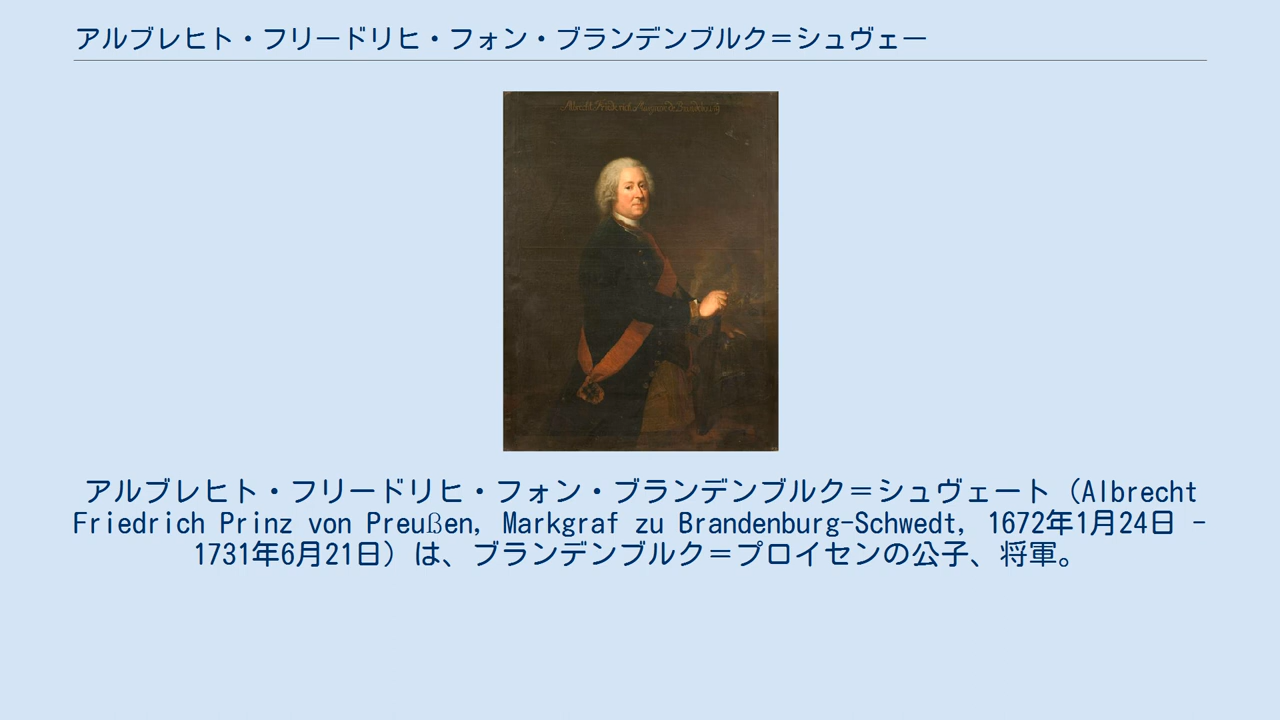 アルブレヒト・フリードリヒ・フォン・ブランデンブルク＝シュヴェー
アルブレヒト・フリードリヒ・フォン・ブランデンブルク＝シュヴェート（Albrecht
Friedrich Prinz von Preußen, Markgraf zu Brandenburg-Schwedt, 1672年1月24日 -
1731年6月21日）は、ブランデンブルク＝プロイセンの公子、将軍。